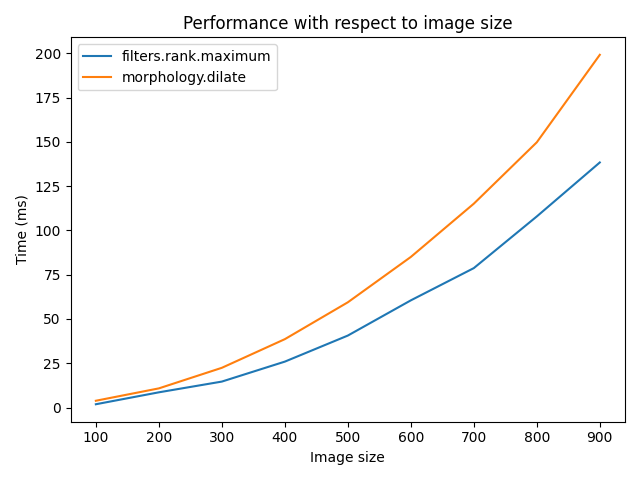 Performance with respect to image size
filters.rank.maximum
morphology.dilate
Time (ms)
200
175
150
125
100
75
50
25
0
100 200 300 400 500 600 700 800 900
Image size